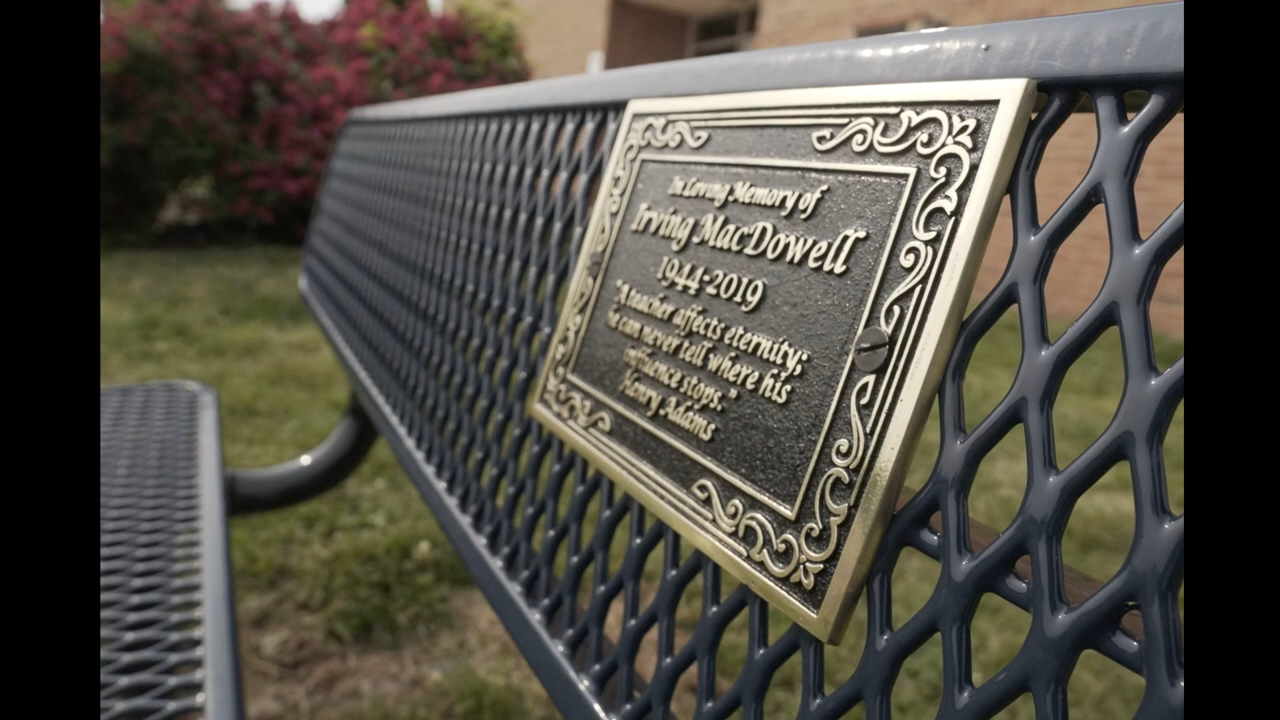 In Loving Memory of
Irving MacDowell
1944-2019
"A teacher affects eternity;
he can never tell where his
influence stops."
Henry Adams